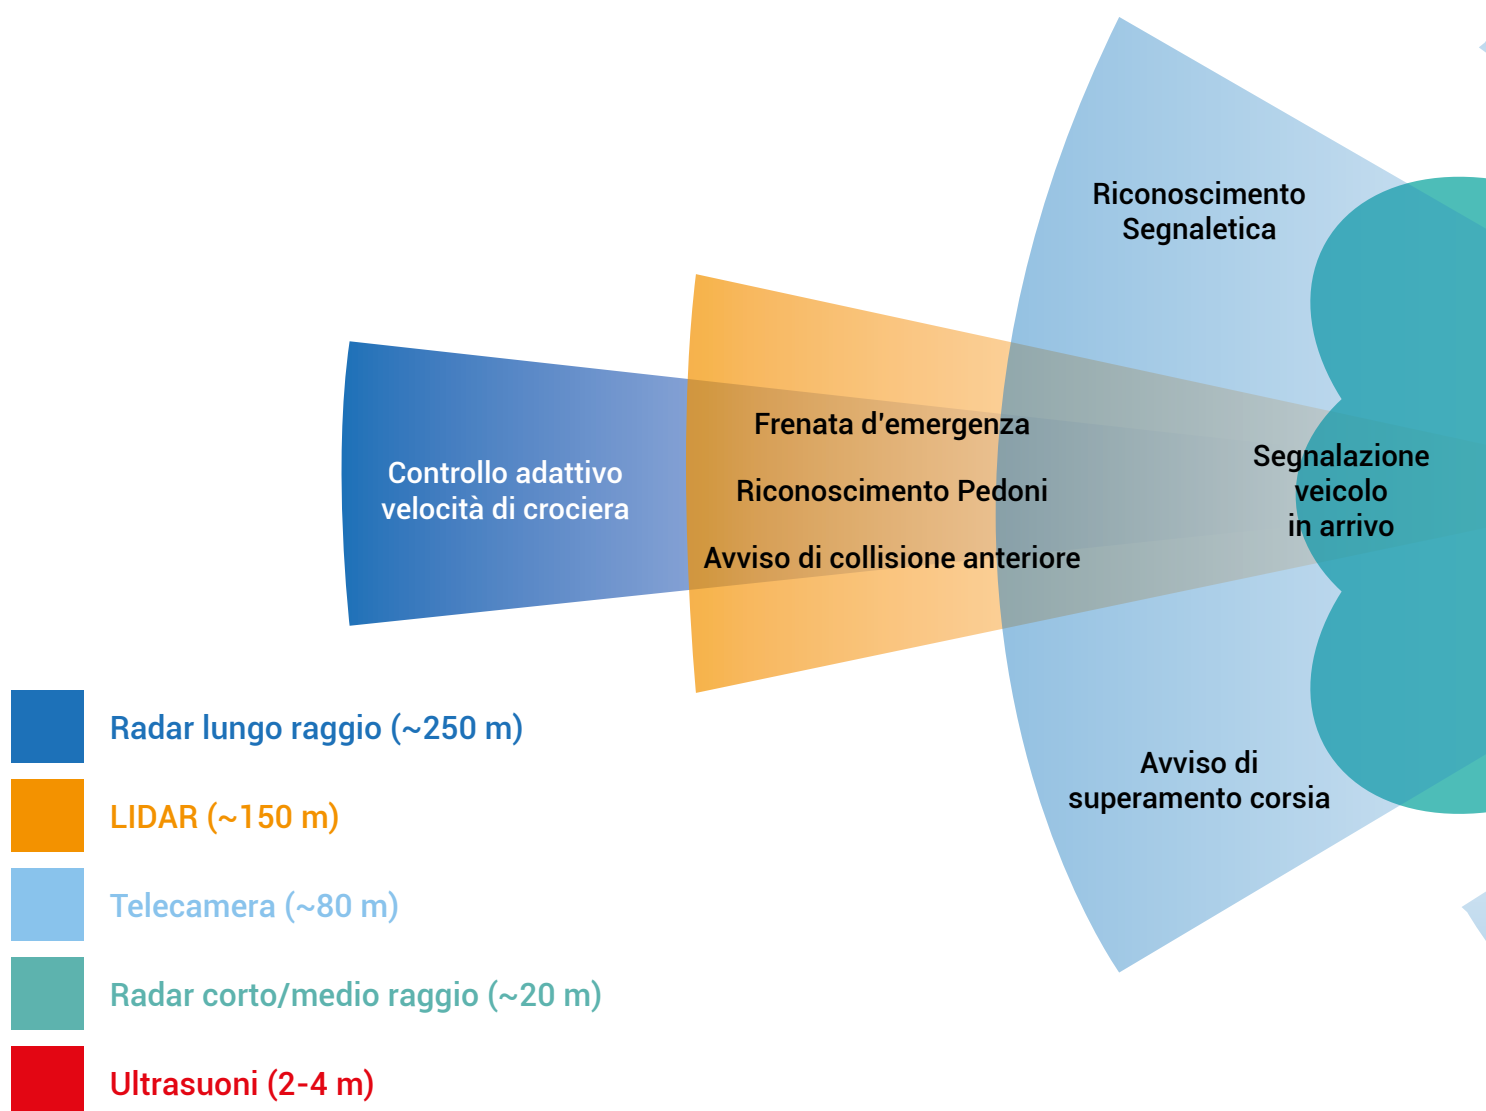 Riconoscimento
Segnaletica
Frenata d'emergenza
Controllo adattivo
velocità di crociera
Riconoscimento Pedoni
Avviso di collisione anteriore
Segnalazione
veicolo
in arrivo
Avviso di
superamento corsia
Radar lungo raggio (~250 m)
LIDAR (~150 m)
Telecamera (~80 m)
Radar corto/medio raggio (~20 m)
Ultrasuoni (2-4 m)